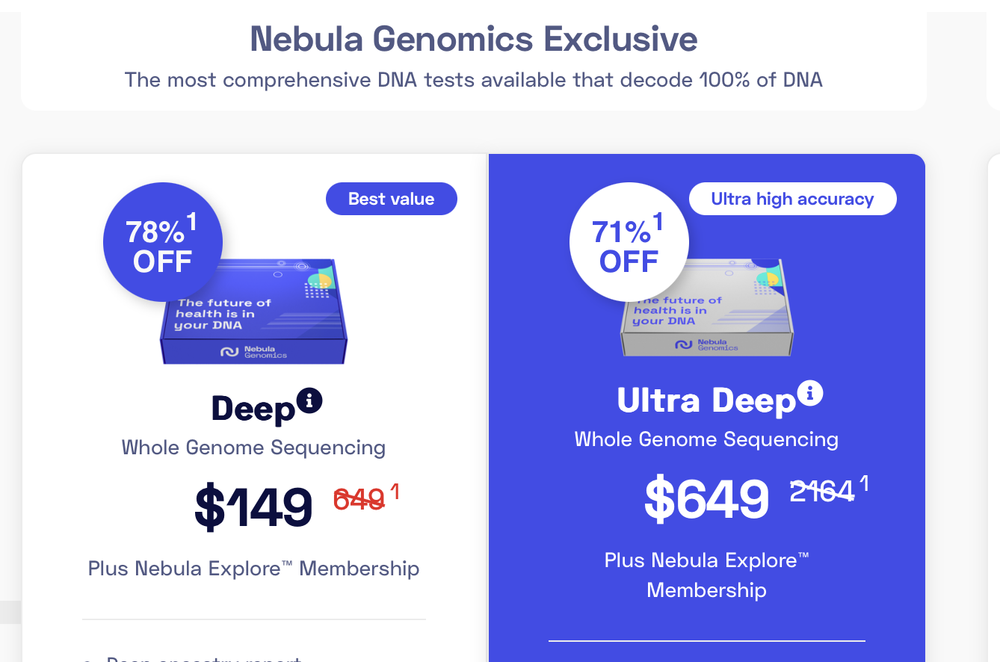 Nebula Genomics Exclusive
The most comprehensive DNA tests available that decode 100% of DNA
Best value
78%1
OFF
The future of
health is in
your DNA
Nebula
Genomics
Deep
Whole Genome Sequencing
$149 649 1
Plus Nebula Explore™ Membership
Deep ancestry report
Ultra high accuracy
71%1
OFF
The future of
health is in
your DNA
Nebula
Genomics
Ultra Deep
Whole Genome Sequencing
$649 2164 1
Plus Nebula Explore™
Membership